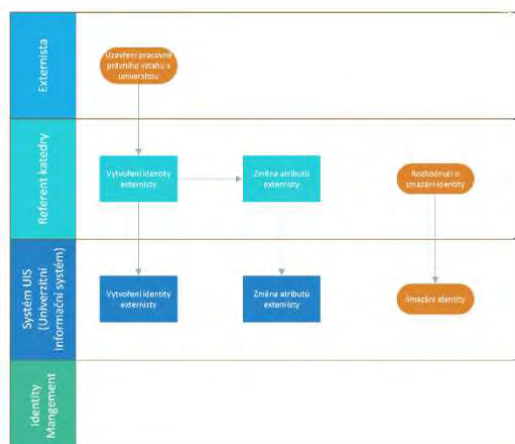 Externista
Uzavření pracovně
právního vztahu s
univerzitou
Referent katedry
Vytvoření identity
externisty
Změna atributů
externisty
Rozhodnutí o
smazání identity
Systém UIS
(Univerzitní
informační systém)
Vytvoření identity
externisty
Změna atributů
externisty
Smazání identity
Identity
Mangement